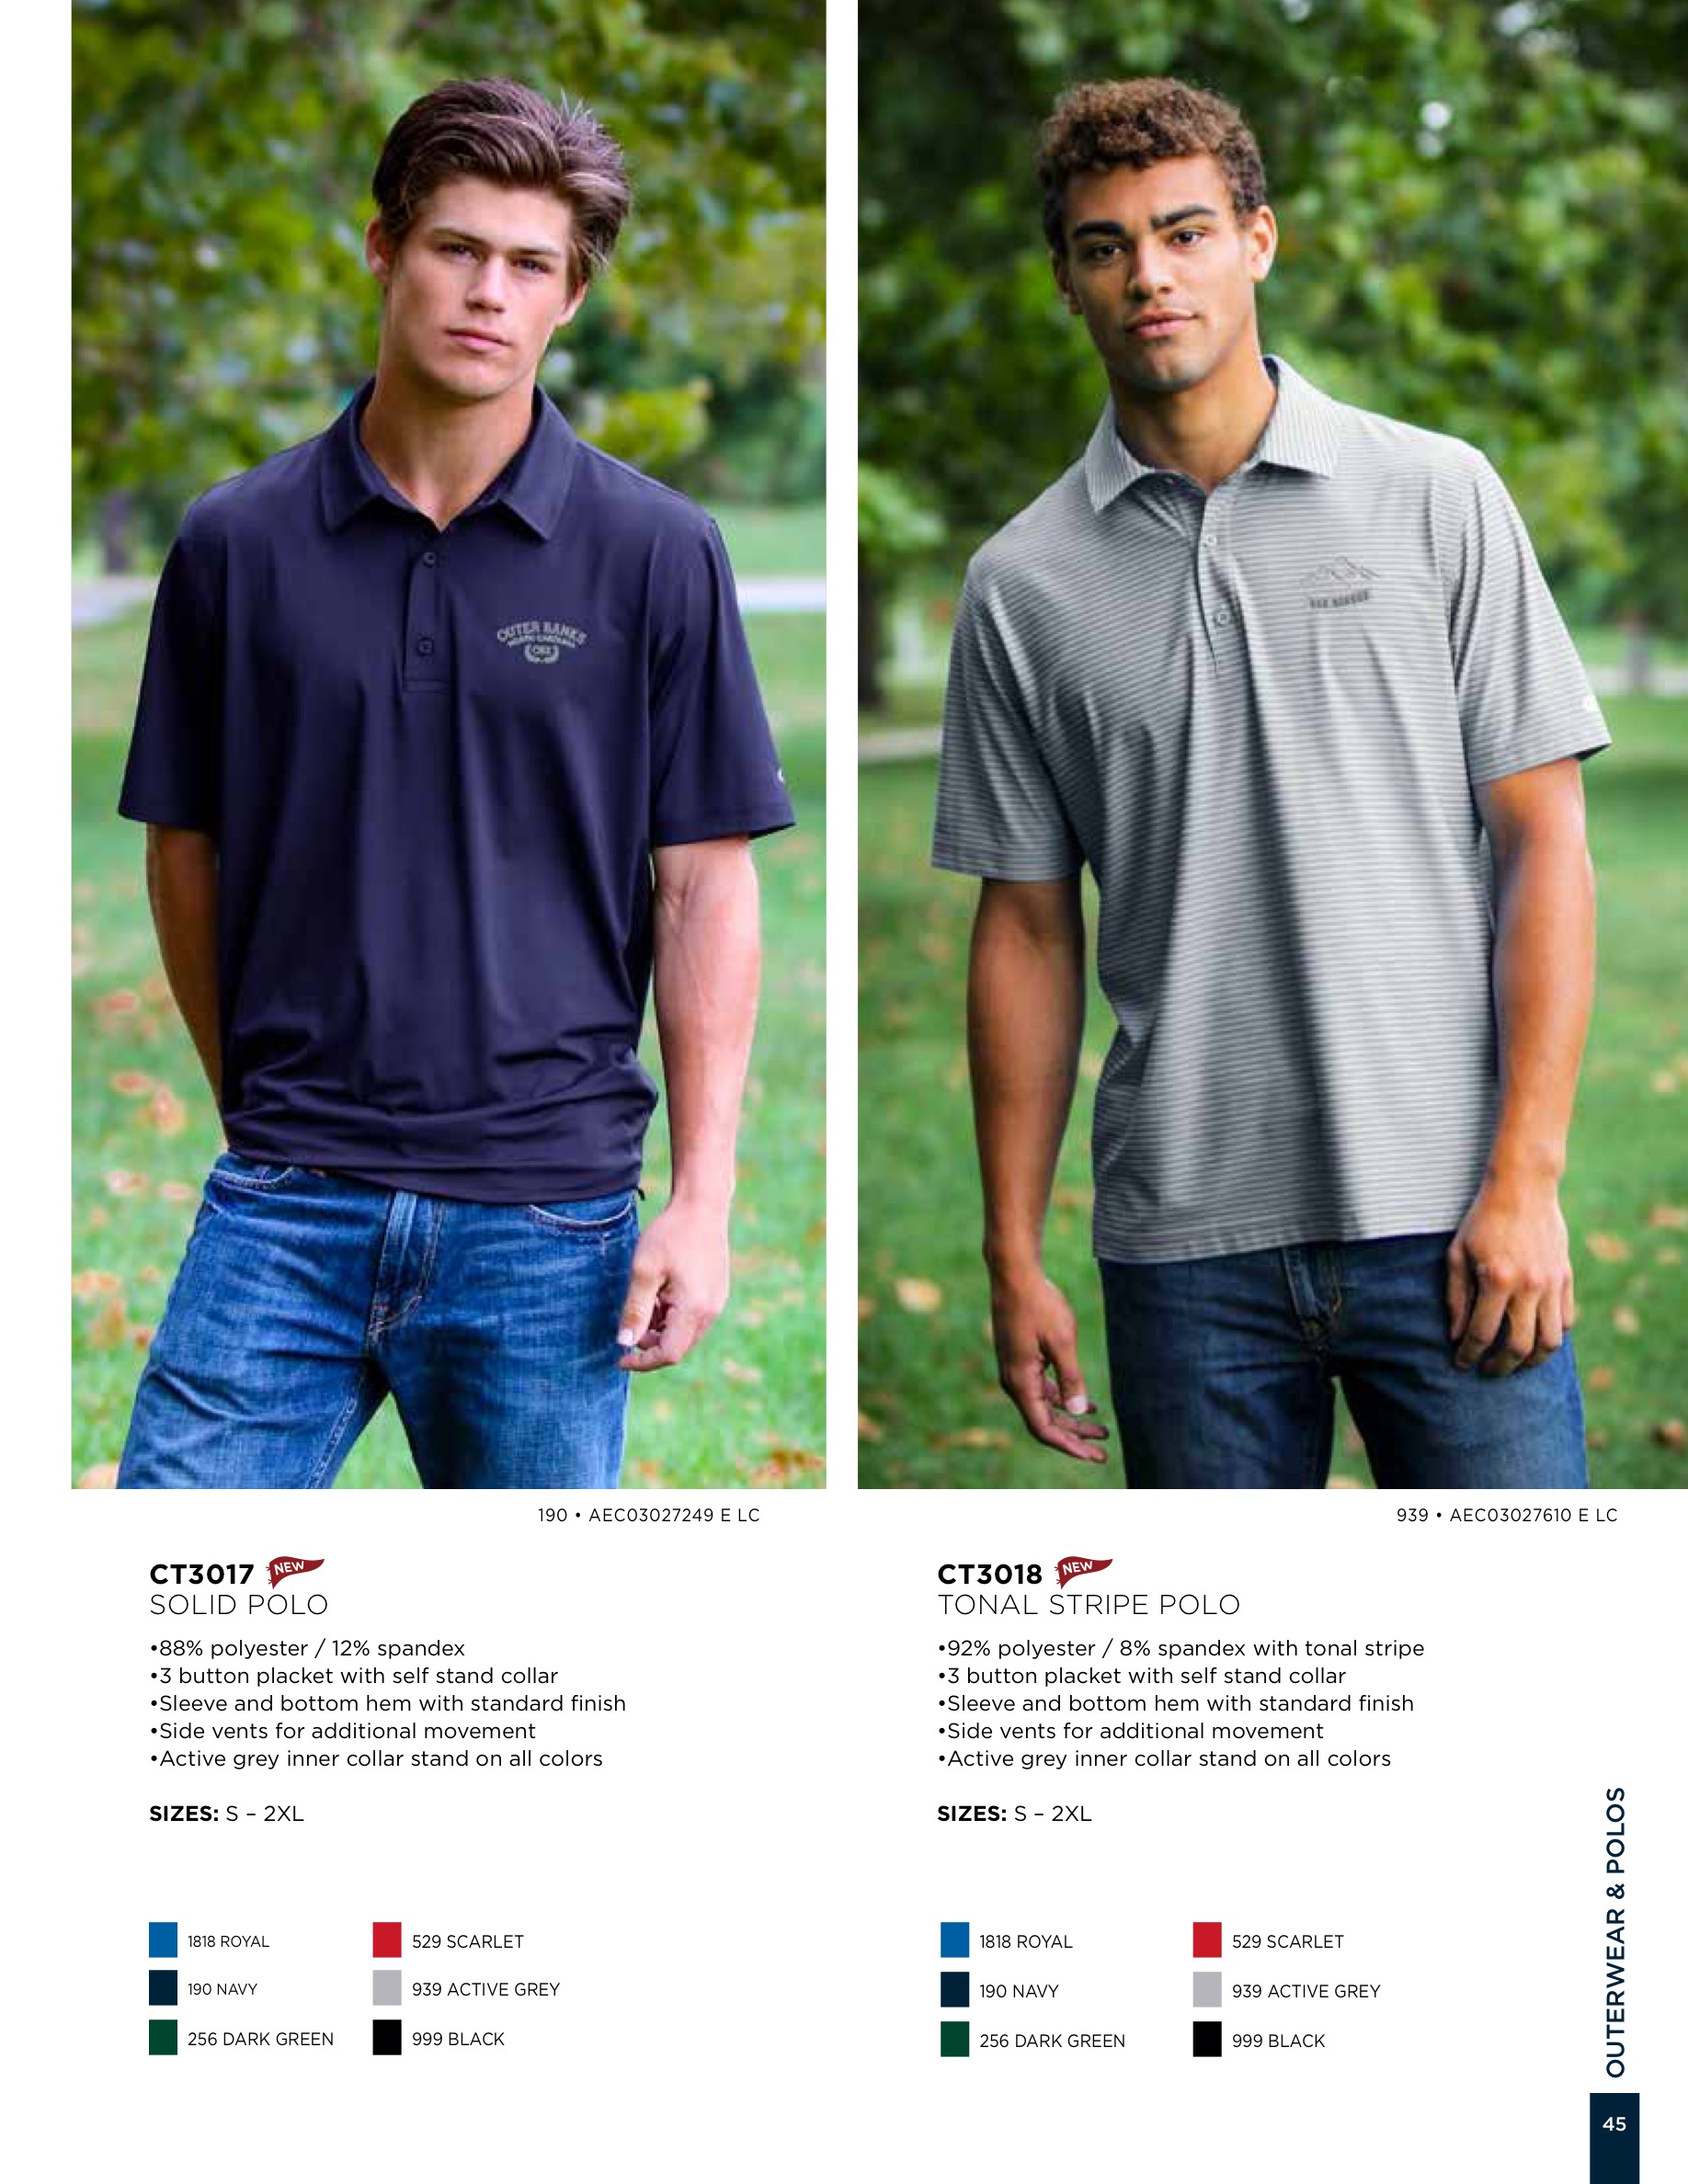 OUTER BANKS
NORTH CAROLINA
OBX
190 • AEC03027249 E LC
939 • AEC03027610 E LC
CT3017 NEW
SOLID POLO
•88% polyester / 12% spandex
•3 button placket with self stand collar
•Sleeve and bottom hem with standard finish
•Side vents for additional movement
•Active grey inner collar stand on all colors
SIZES: S – 2XL
1818 ROYAL
190 NAVY
256 DARK GREEN
529 SCARLET
939 ACTIVE GREY
999 BLACK
CT3018 NEW
TONAL STRIPE POLO
•92% polyester / 8% spandex with tonal stripe
•3 button placket with self stand collar
•Sleeve and bottom hem with standard finish
•Side vents for additional movement
•Active grey inner collar stand on all colors
SIZES: S – 2XL
1818 ROYAL
190 NAVY
256 DARK GREEN
529 SCARLET
939 ACTIVE GREY
999 BLACK
OUTERWEAR & POLOS
45